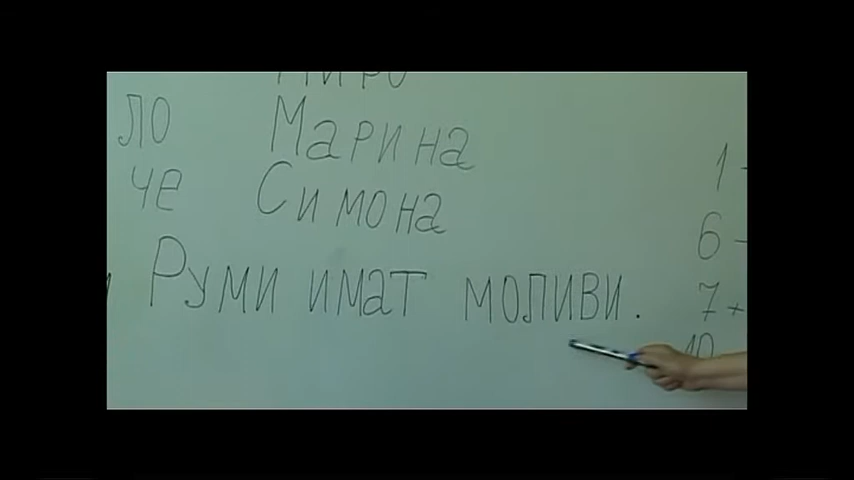 Миро
ло Марина 1 -
че Симона 6 -
Руми имат моливи. 7 +
10